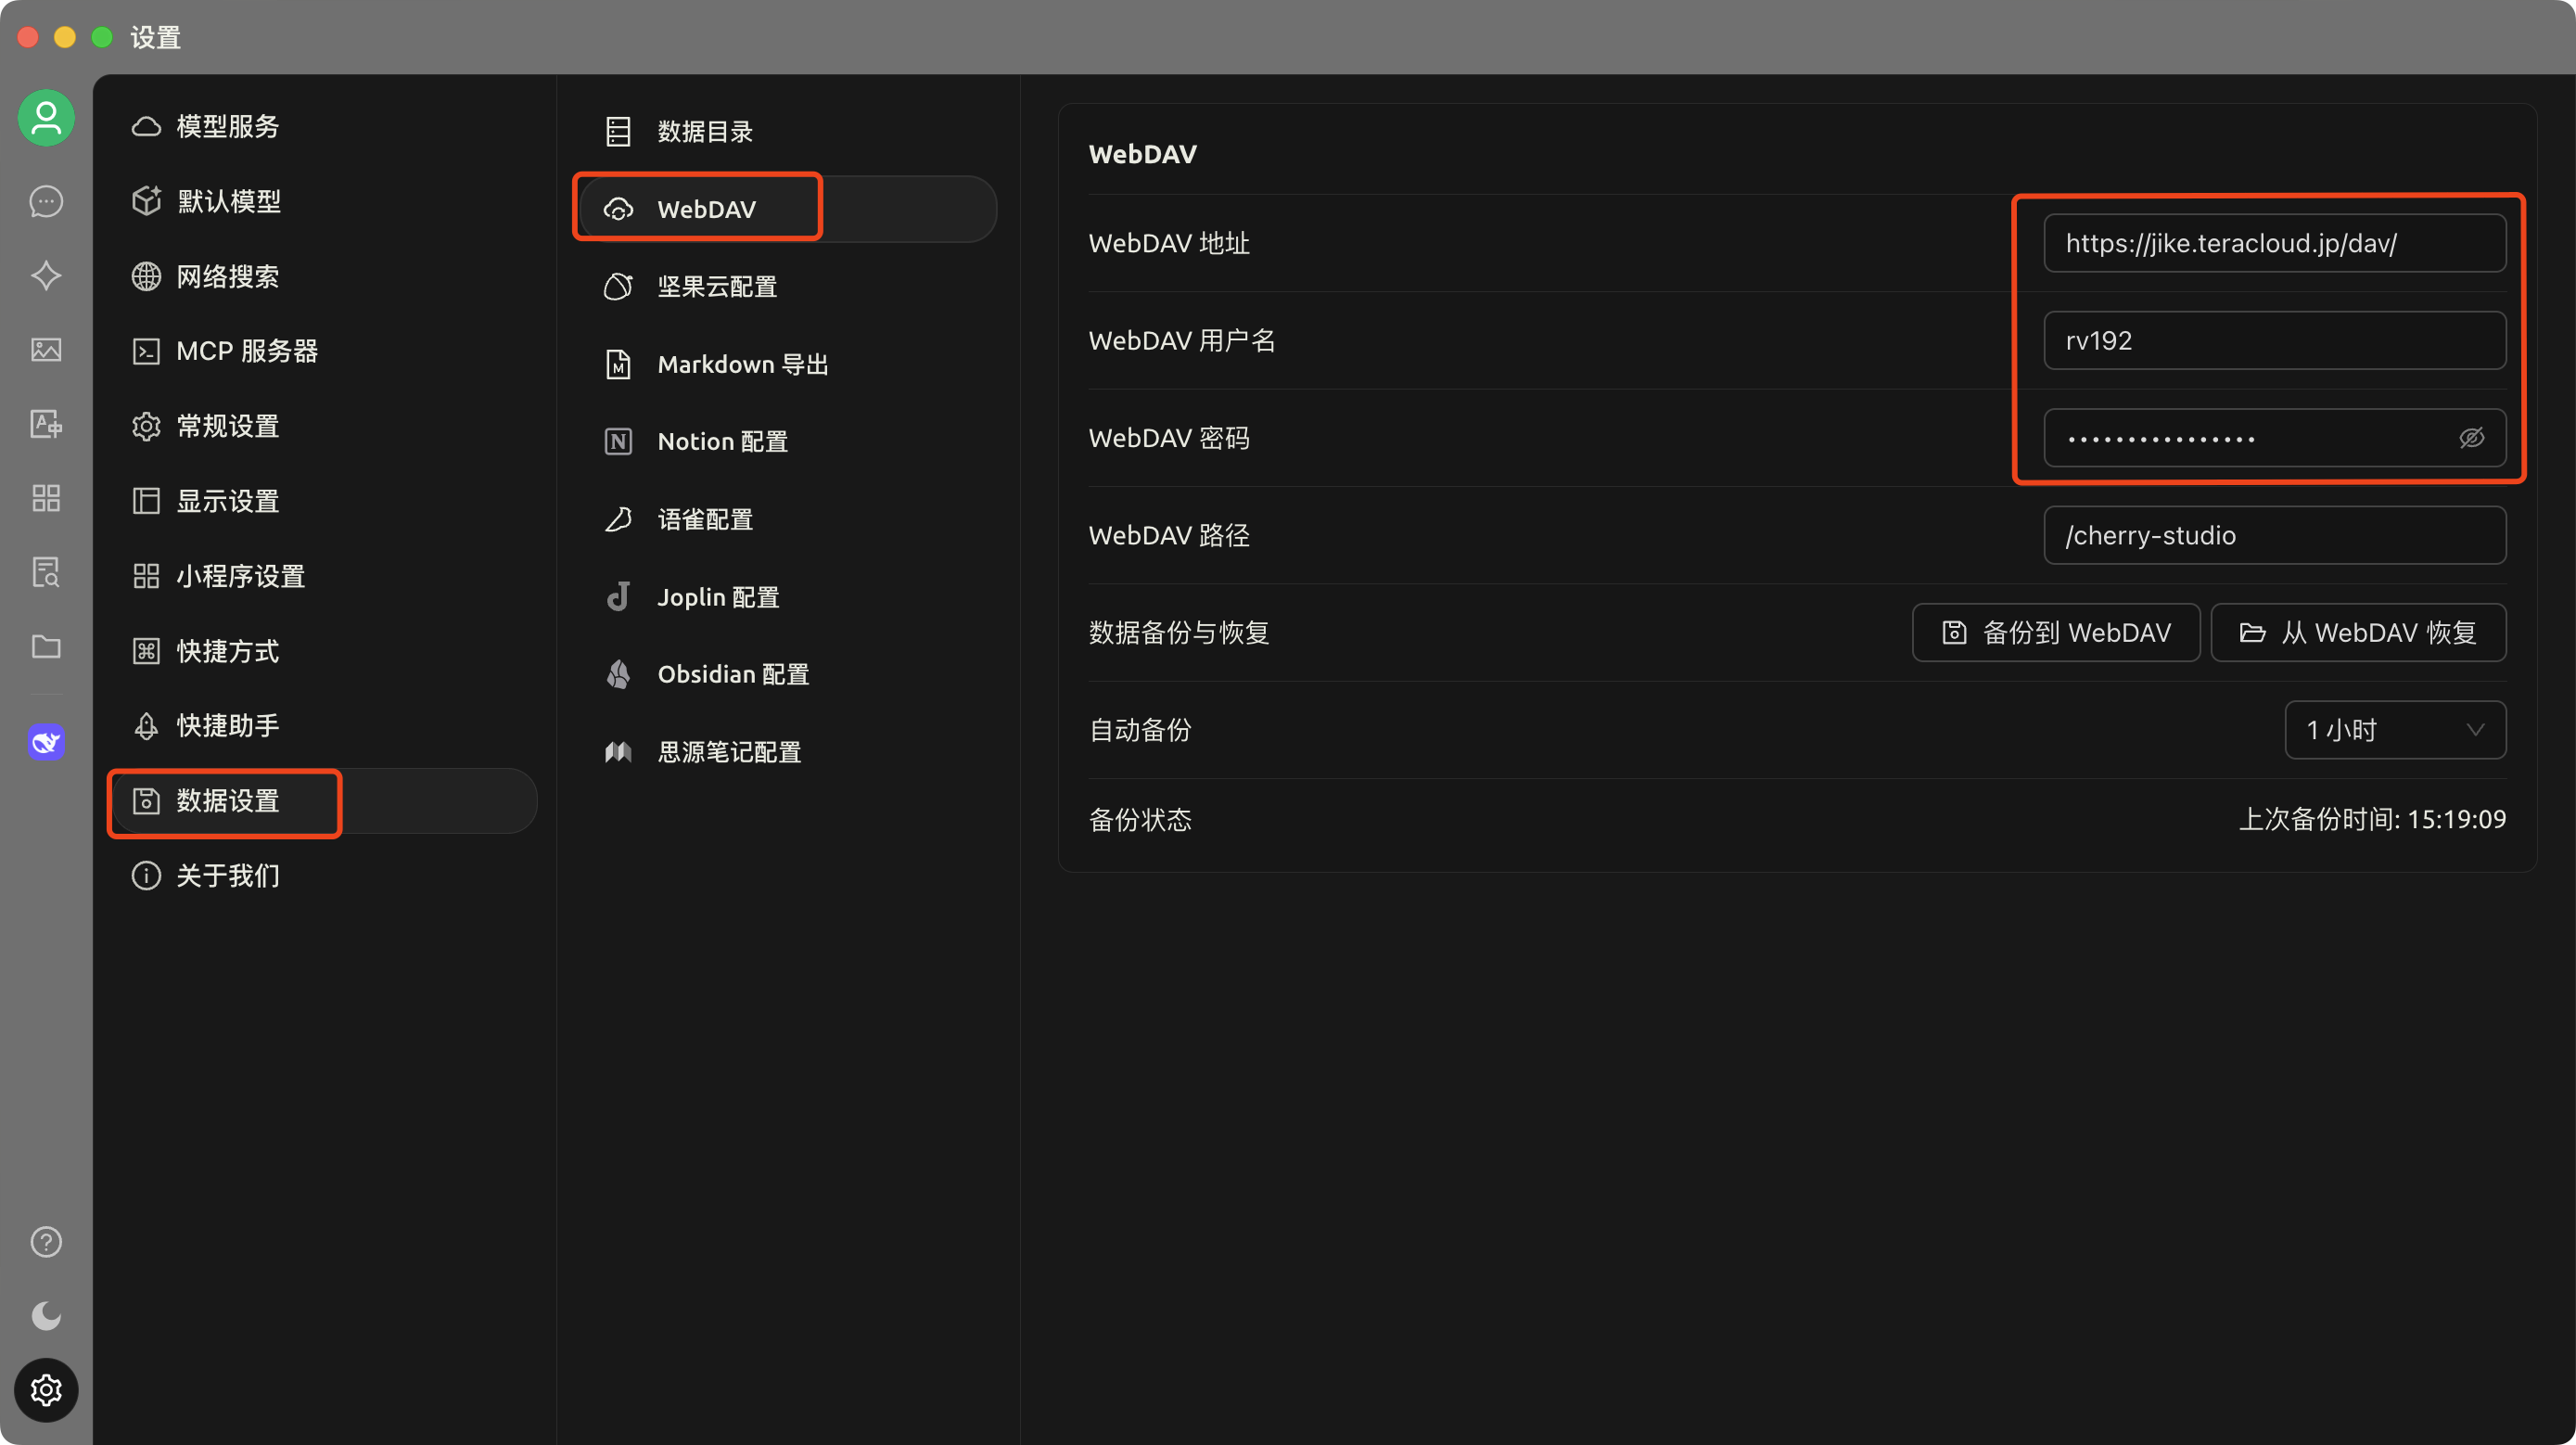 设置
模型服务
默认模型
网络搜索
MCP 服务器
常规设置
显示设置
小程序设置
快捷方式
快捷助手
数据设置
关于我们
数据目录
WebDAV
坚果云配置
Markdown 导出
Notion 配置
语雀配置
Joplin 配置
Obsidian 配置
思源笔记配置
WebDAV
WebDAV 地址
https://jike.teracloud.jp/dav/
WebDAV 用户名
rv192
WebDAV 密码
••••••••••••••••
WebDAV 路径
/cherry-studio
数据备份与恢复
备份到 WebDAV
从 WebDAV 恢复
自动备份
1 小时
备份状态
上次备份时间: 15:19:09